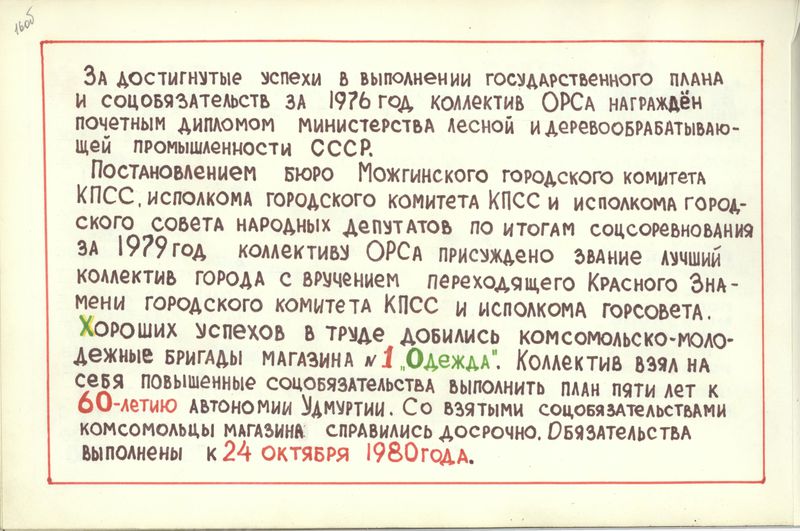 160б
За достигнутые успехи в выполнении государственного плана
и соцобязательств за 1976 год коллектив ОРСа награждён
почетным дипломом министерства лесной и деревообрабатываю-
щей промышленности СССР.
Постановлением бюро Можгинского городского комитета
КПСС, исполкома городского комитета КПСС и исполкома город-
ского совета народных депутатов по итогам соцсоревнования
за 1979 год коллективу ОРСа присуждено звание лучший
коллектив города с вручением переходящего Красного Зна-
мени городского комитета КПСС и исполкома горсовета.
Хороших успехов в труде добились комсомольско-моло-
дежные бригады магазина №1 „Одежда". Коллектив взял на
себя повышенные соцобязательства выполнить план пяти лет к
60-летию автономии Удмуртии. Со взятыми соцобязательствами
комсомольцы магазина справились досрочно. Обязательства
выполнены к 24 октября 1980 года.